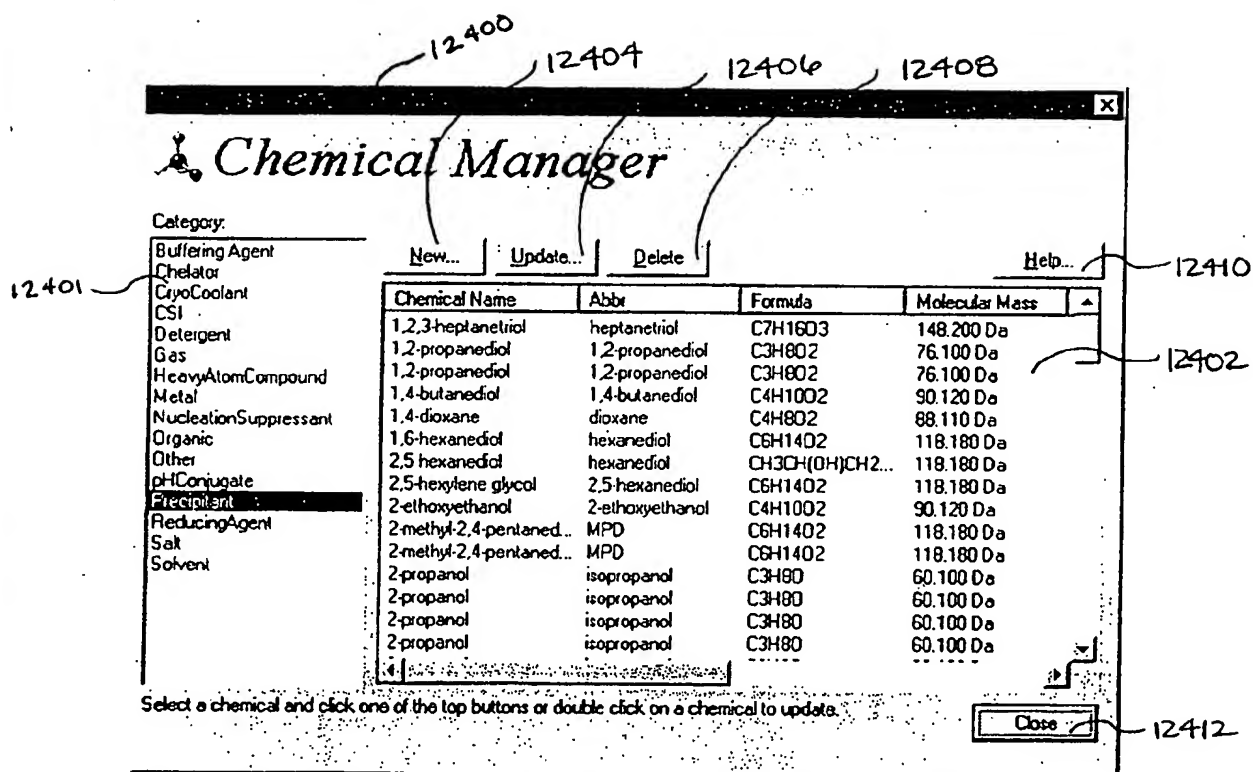 12400
12404
12406
12408
Chemical Manager
Category:
Buffering Agent
Chelator
CryoCoolant
CSI
Detergent
Gas
HeavyAtomCompound
Metal
NucleationSuppressant
Organic
Other
pHConjugate
Precipitant
ReducingAgent
Salt
Solvent
12401
New... Update... Delete Help...
12410
Chemical Name Abbr Formula Molecular Mass
1,2,3-heptanetriol heptanetriol C7H16O3 148.200 Da
1,2-propanediol 1,2-propanediol C3H8O2 76.100 Da
1,2-propanediol 1,2-propanediol C3H8O2 76.100 Da
1,4-butanediol 1,4-butanediol C4H10O2 90.120 Da
1,4-dioxane dioxane C4H8O2 88.110 Da
1,6-hexanediol hexanediol C6H14O2 118.180 Da
2,5 hexanediol hexanediol CH3CH(OH)CH2... 118.180 Da
2,5-hexylene glycol 2,5-hexanediol C6H14O2 118.180 Da
2-ethoxyethanol 2-ethoxyethanol C4H10O2 90.120 Da
2-methyl-2,4-pentaned... MPD C6H14O2 118.180 Da
2-methyl-2,4-pentaned... MPD C6H14O2 118.180 Da
2-propanol isopropanol C3H8O 60.100 Da
2-propanol isopropanol C3H8O 60.100 Da
2-propanol isopropanol C3H8O 60.100 Da
2-propanol isopropanol C3H8O 60.100 Da
12402
Select a chemical and click one of the top buttons or double click on a chemical to update.
Close
12412